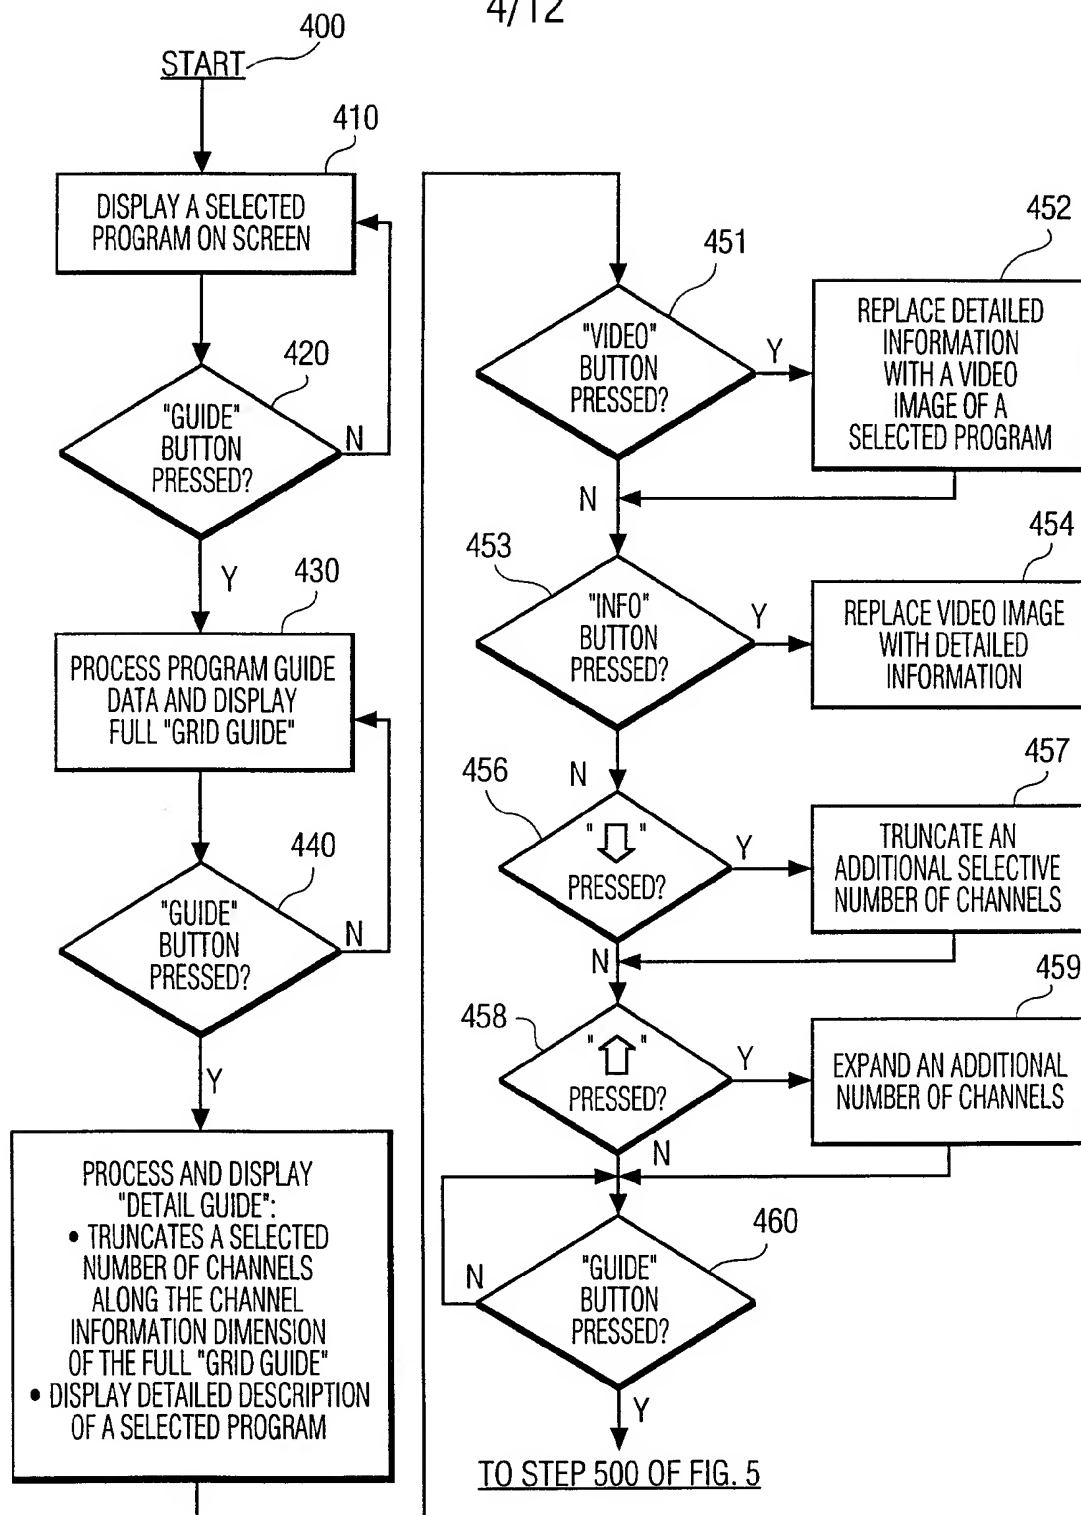 4/12
400
START
410
DISPLAY A SELECTED
PROGRAM ON SCREEN
420
"GUIDE"
BUTTON
PRESSED?
N
Y
430
PROCESS PROGRAM GUIDE
DATA AND DISPLAY
FULL "GRID GUIDE"
440
"GUIDE"
BUTTON
PRESSED?
N
Y
PROCESS AND DISPLAY
"DETAIL GUIDE":
• TRUNCATES A SELECTED
NUMBER OF CHANNELS
ALONG THE CHANNEL
INFORMATION DIMENSION
OF THE FULL "GRID GUIDE"
• DISPLAY DETAILED DESCRIPTION
OF A SELECTED PROGRAM
451
"VIDEO"
BUTTON
PRESSED?
Y
N
452
REPLACE DETAILED
INFORMATION
WITH A VIDEO
IMAGE OF A
SELECTED PROGRAM
453
"INFO"
BUTTON
PRESSED?
Y
N
454
REPLACE VIDEO IMAGE
WITH DETAILED
INFORMATION
456
"⇩"
PRESSED?
Y
N
457
TRUNCATE AN
ADDITIONAL SELECTIVE
NUMBER OF CHANNELS
458
"⇧"
PRESSED?
Y
N
459
EXPAND AN ADDITIONAL
NUMBER OF CHANNELS
460
"GUIDE"
BUTTON
PRESSED?
N
Y
TO STEP 500 OF FIG. 5